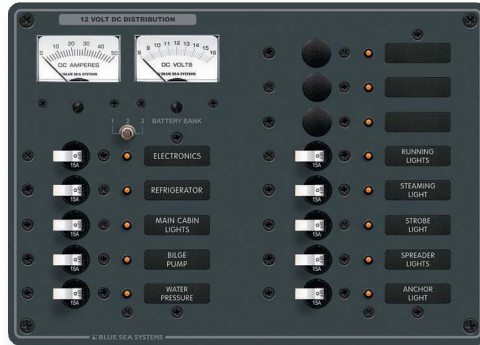 12 VOLT DC DISTRIBUTION
0 10 20 30 40 50
DC AMPERES
BLUE SEA SYSTEMS
8 9 10 11 12 13 14 15 16
DC VOLTS
BLUE SEA SYSTEMS
1 2 3 BATTERY BANK
15A
ELECTRONICS
15A
REFRIGERATOR
15A
MAIN CABIN
LIGHTS
15A
BILGE
PUMP
15A
WATER
PRESSURE
15A
RUNNING
LIGHTS
15A
STEAMING
LIGHT
15A
STROBE
LIGHT
15A
SPREADER
LIGHTS
15A
ANCHOR
LIGHT
BLUE SEA SYSTEMS